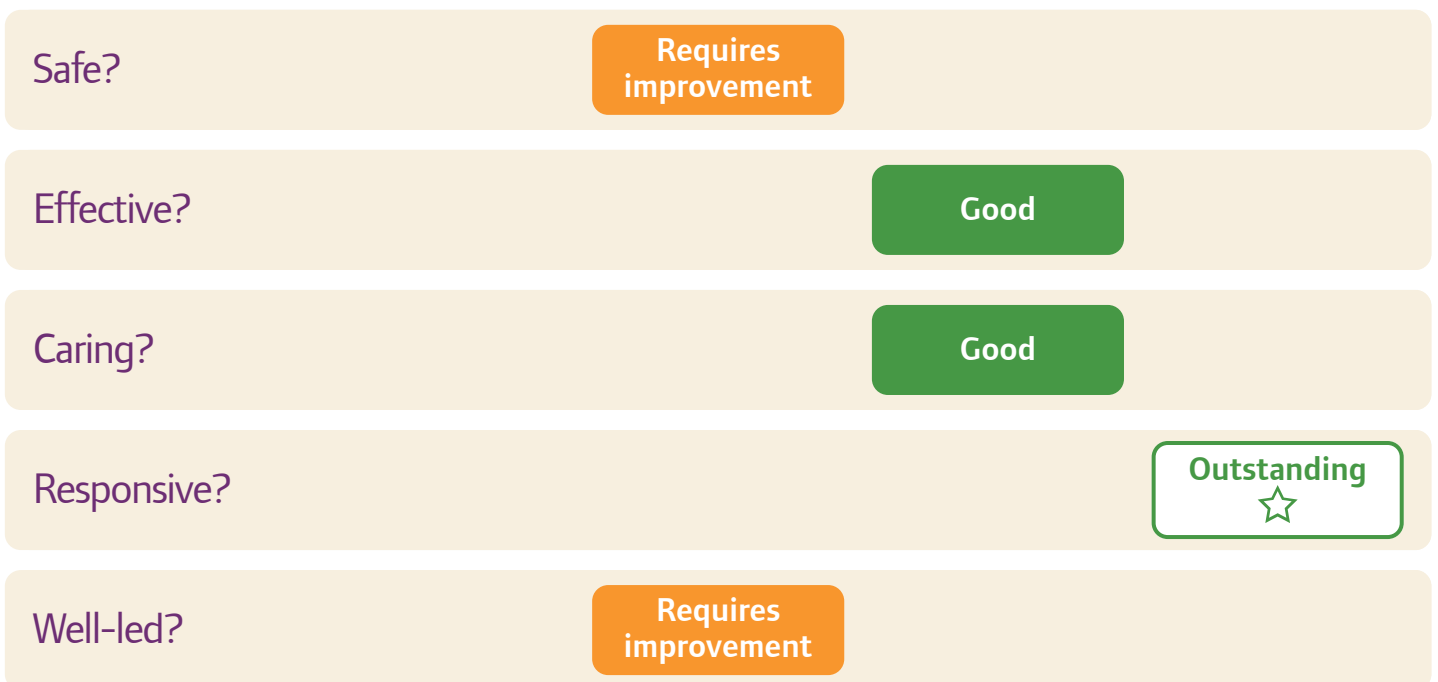 Safe?
Requires
improvement
Effective?
Good
Caring?
Good
Responsive?
Outstanding
Well-led?
Requires
improvement